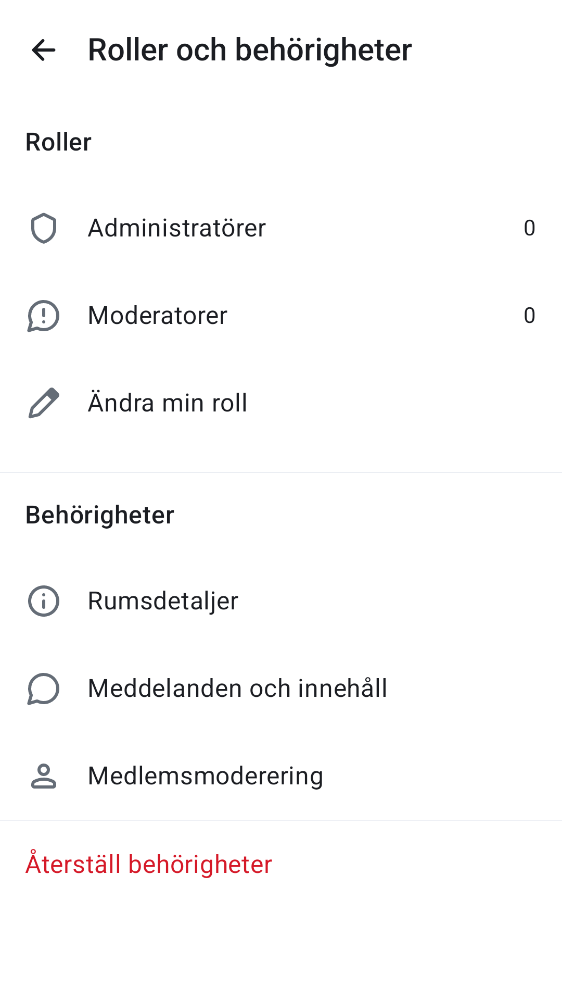 Roller och behörigheter
Roller
Administratörer 0
Moderatorer 0
Ändra min roll
Behörigheter
Rumsdetaljer
Meddelanden och innehåll
Medlemsmoderering
Återställ behörigheter